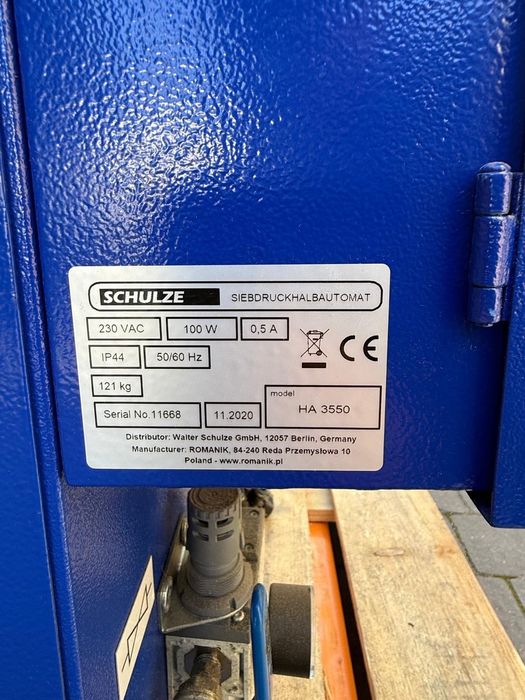 SCHULZE SIEBDRUCKHALBAUTOMAT
230 VAC 100 W 0,5 A
IP44 50/60 Hz
CE
121 kg
model
Serial No.11668 11.2020 HA 3550
Distributor: Walter Schulze GmbH, 12057 Berlin, Germany
Manufacturer: ROMANIK, 84-240 Reda Przemysłowa 10
Poland - www.romanik.pl